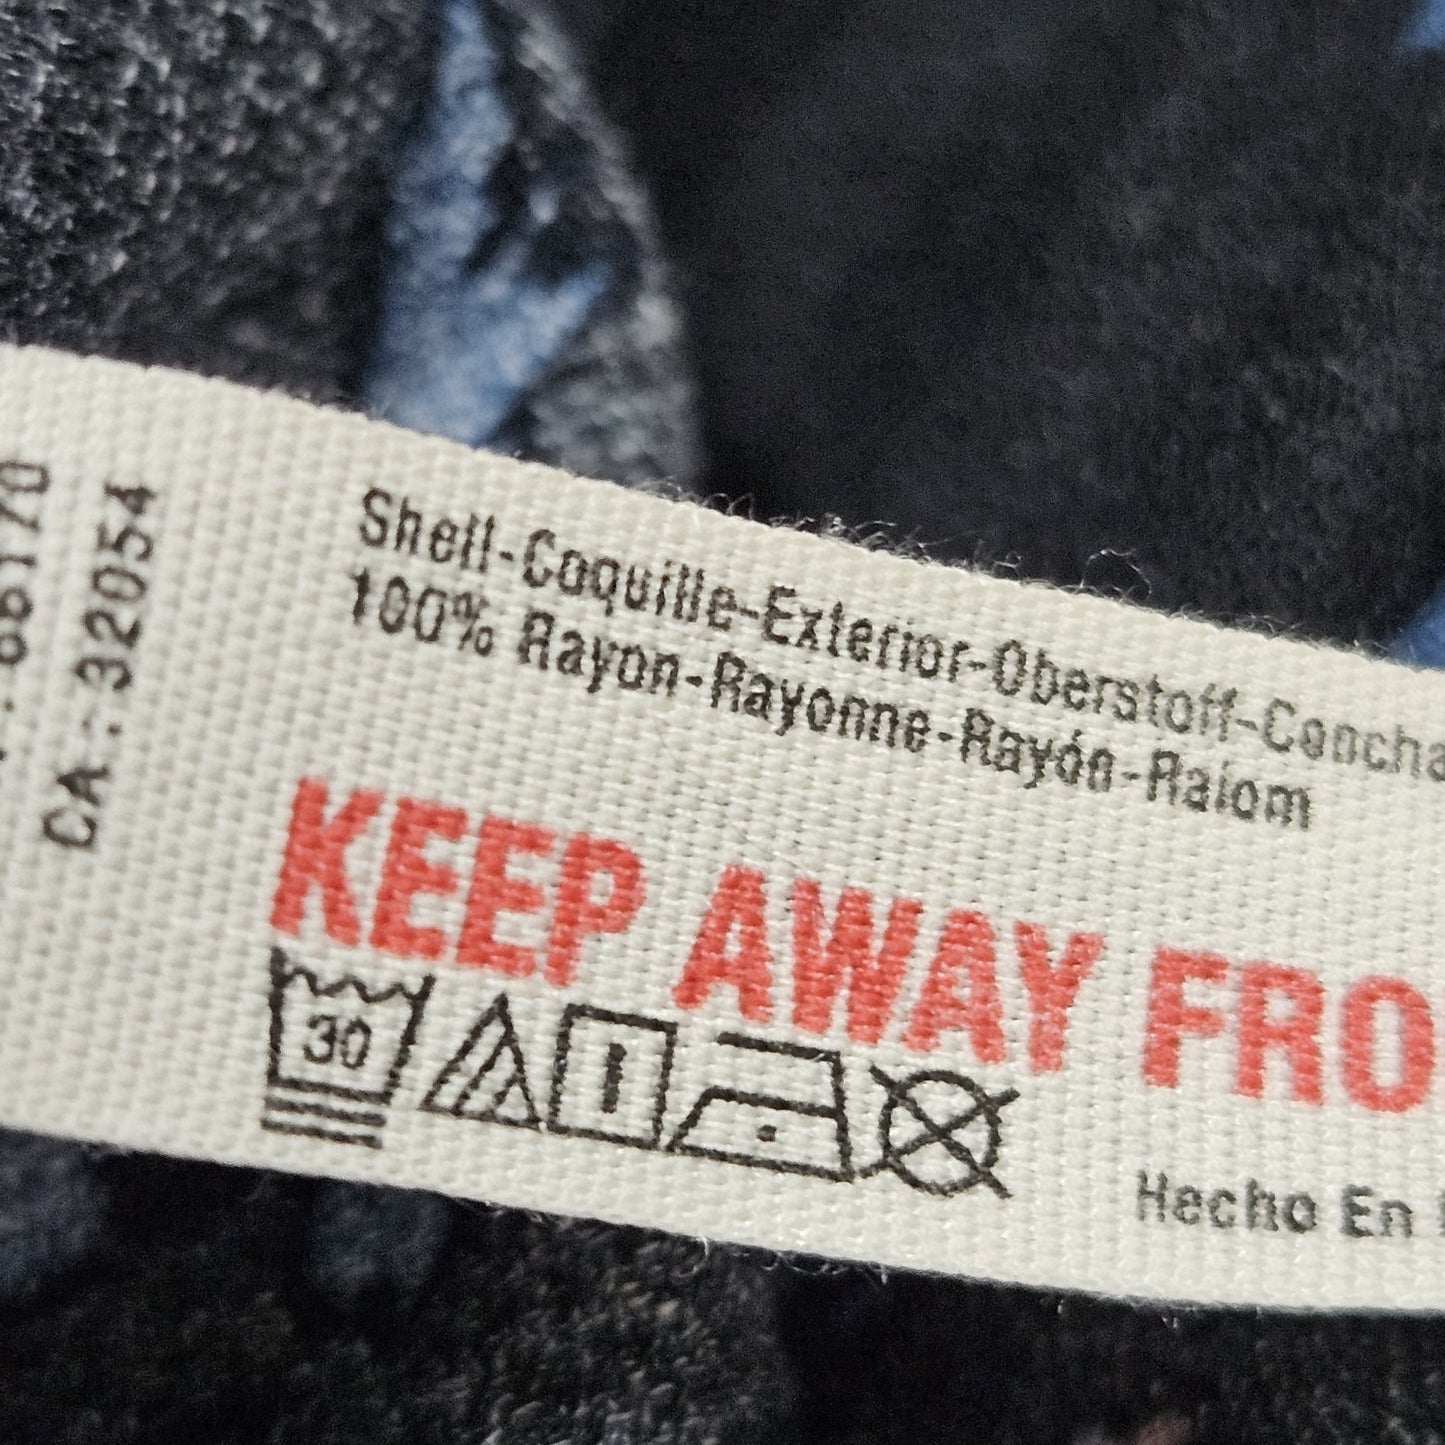 CA: 32054
Shell-Coquille-Exterior-Oberstoff-Concha
100% Rayon-Rayonne-Rayón-Raiom
KEEP AWAY FRO
30
Hecho En